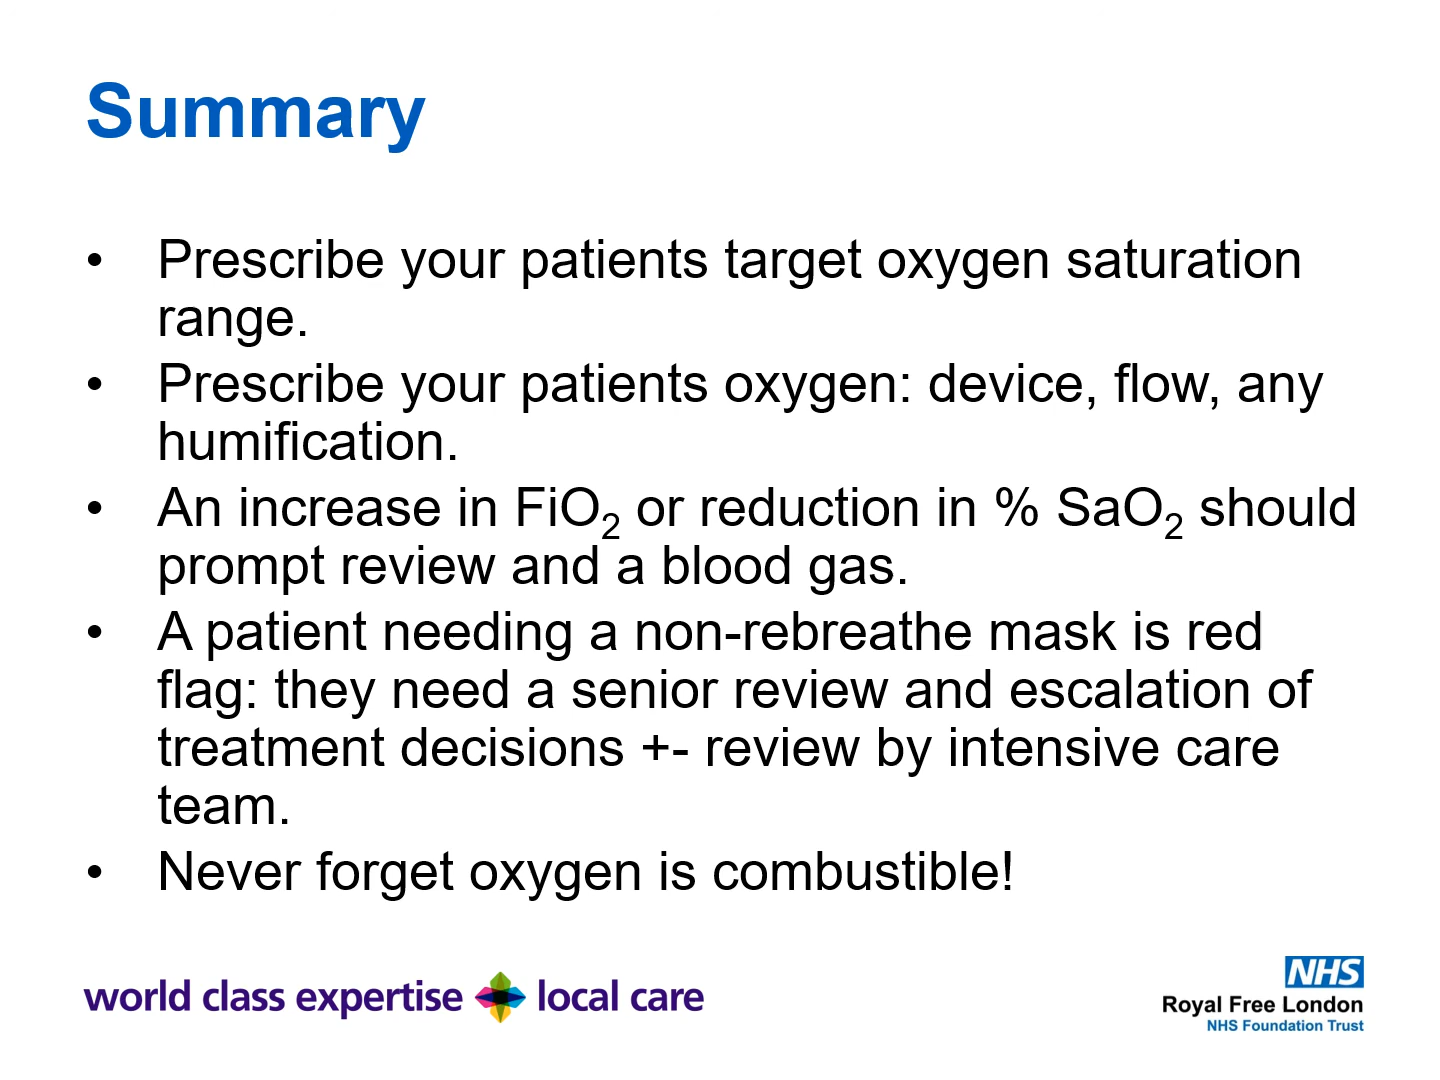 Summary
• Prescribe your patients target oxygen saturation
range.
• Prescribe your patients oxygen: device, flow, any
humification.
• An increase in FiO₂ or reduction in % SaO₂ should
prompt review and a blood gas.
• A patient needing a non-rebreathe mask is red
flag: they need a senior review and escalation of
treatment decisions +- review by intensive care
team.
• Never forget oxygen is combustible!
world class expertise local care
NHS
Royal Free London
NHS Foundation Trust